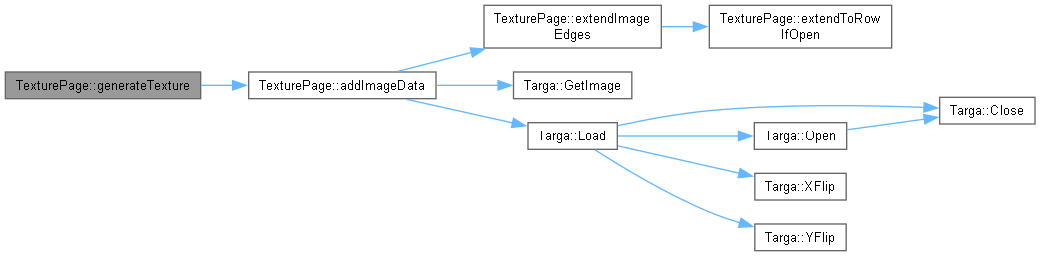 TexturePage::generateTexture
TexturePage::addImageData
TexturePage::extendImage
Edges
TexturePage::extendToRow
IfOpen
Targa::GetImage
Targa::Load
Targa::Close
Targa::Open
Targa::XFlip
Targa::YFlip